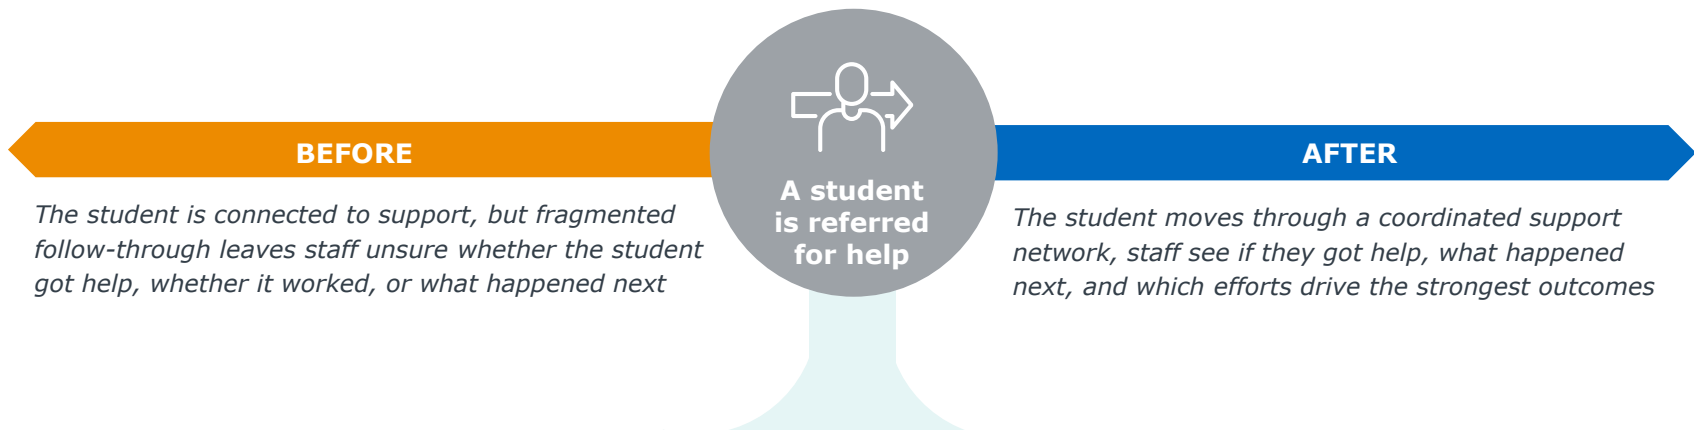 BEFORE
The student is connected to support, but fragmented
follow-through leaves staff unsure whether the student
got help, whether it worked, or what happened next
A student
is referred
for help
AFTER
The student moves through a coordinated support
network, staff see if they got help, what happened
next, and which efforts drive the strongest outcomes